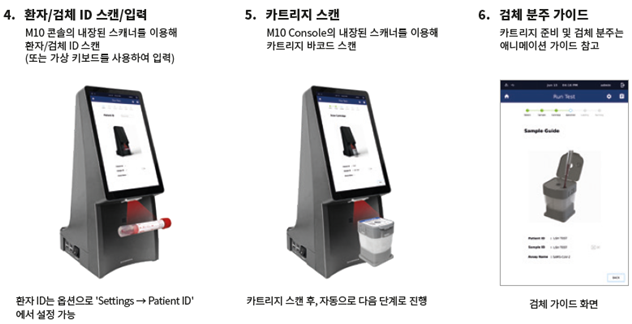 4. 환자/검체 ID 스캔/입력
M10 콘솔의 내장된 스캐너를 이용해
환자/검체 ID 스캔
(또는 가상 키보드를 사용하여 입력)
환자 ID는 옵션으로 'Settings → Patient ID'
에서 설정 가능
5. 카트리지 스캔
M10 Console의 내장된 스캐너를 이용해
카트리지 바코드 스캔
카트리지 스캔 후, 자동으로 다음 단계로 진행
6. 검체 분주 가이드
카트리지 준비 및 검체 분주는
애니메이션 가이드 참고
Run Test
Sample Guide
Patient ID
Sample ID
Assay Name
BACK
검체 가이드 화면